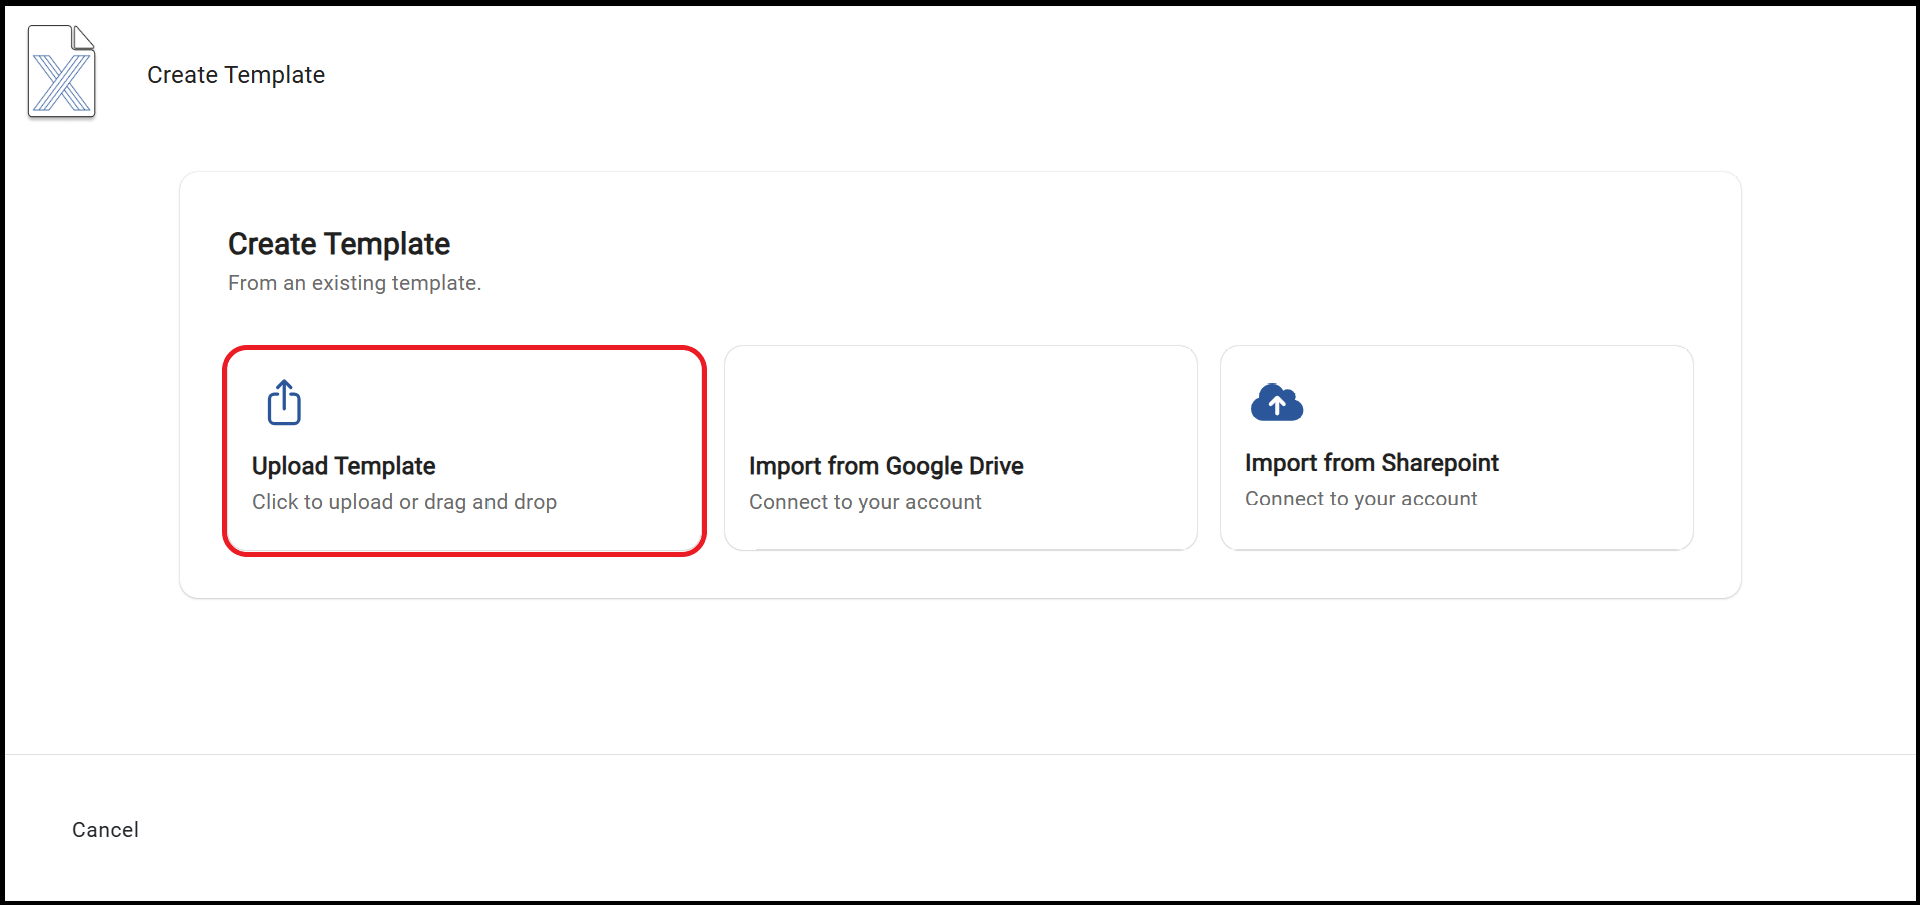 Create Template
Create Template
From an existing template.
Upload Template
Click to upload or drag and drop
Import from Google Drive
Connect to your account
Import from Sharepoint
Connect to your account
Cancel